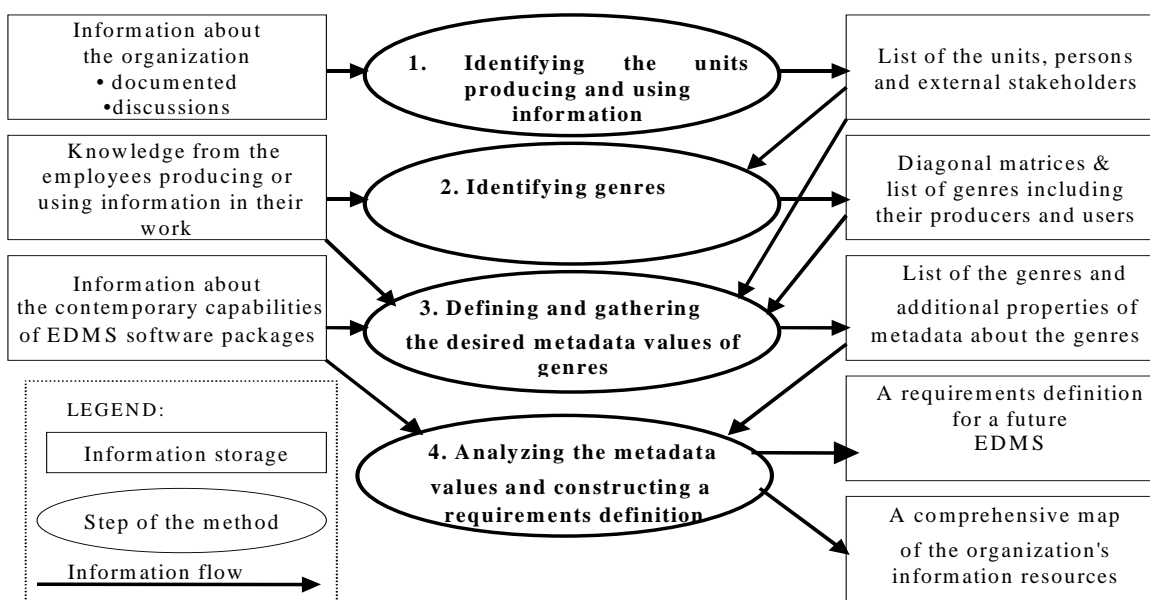 Information about
the organization
• documented
•discussions
1. Identifying the units
producing and using
information
List of the units, persons
and external stakeholders
Knowledge from the
employees producing or
using information in their
work
2. Identifying genres
Diagonal matrices &
list of genres including
their producers and users
Information about
the contemporary capabilities
of EDMS software packages
3. Defining and gathering
the desired metadata values of
genres
List of the genres and
additional properties of
metadata about the genres
4. Analyzing the metadata
values and constructing a
requirements definition
A requirements definition
for a future
EDMS
A comprehensive map
of the organization's
information resources
LEGEND:
Information storage
Step of the method
Information flow